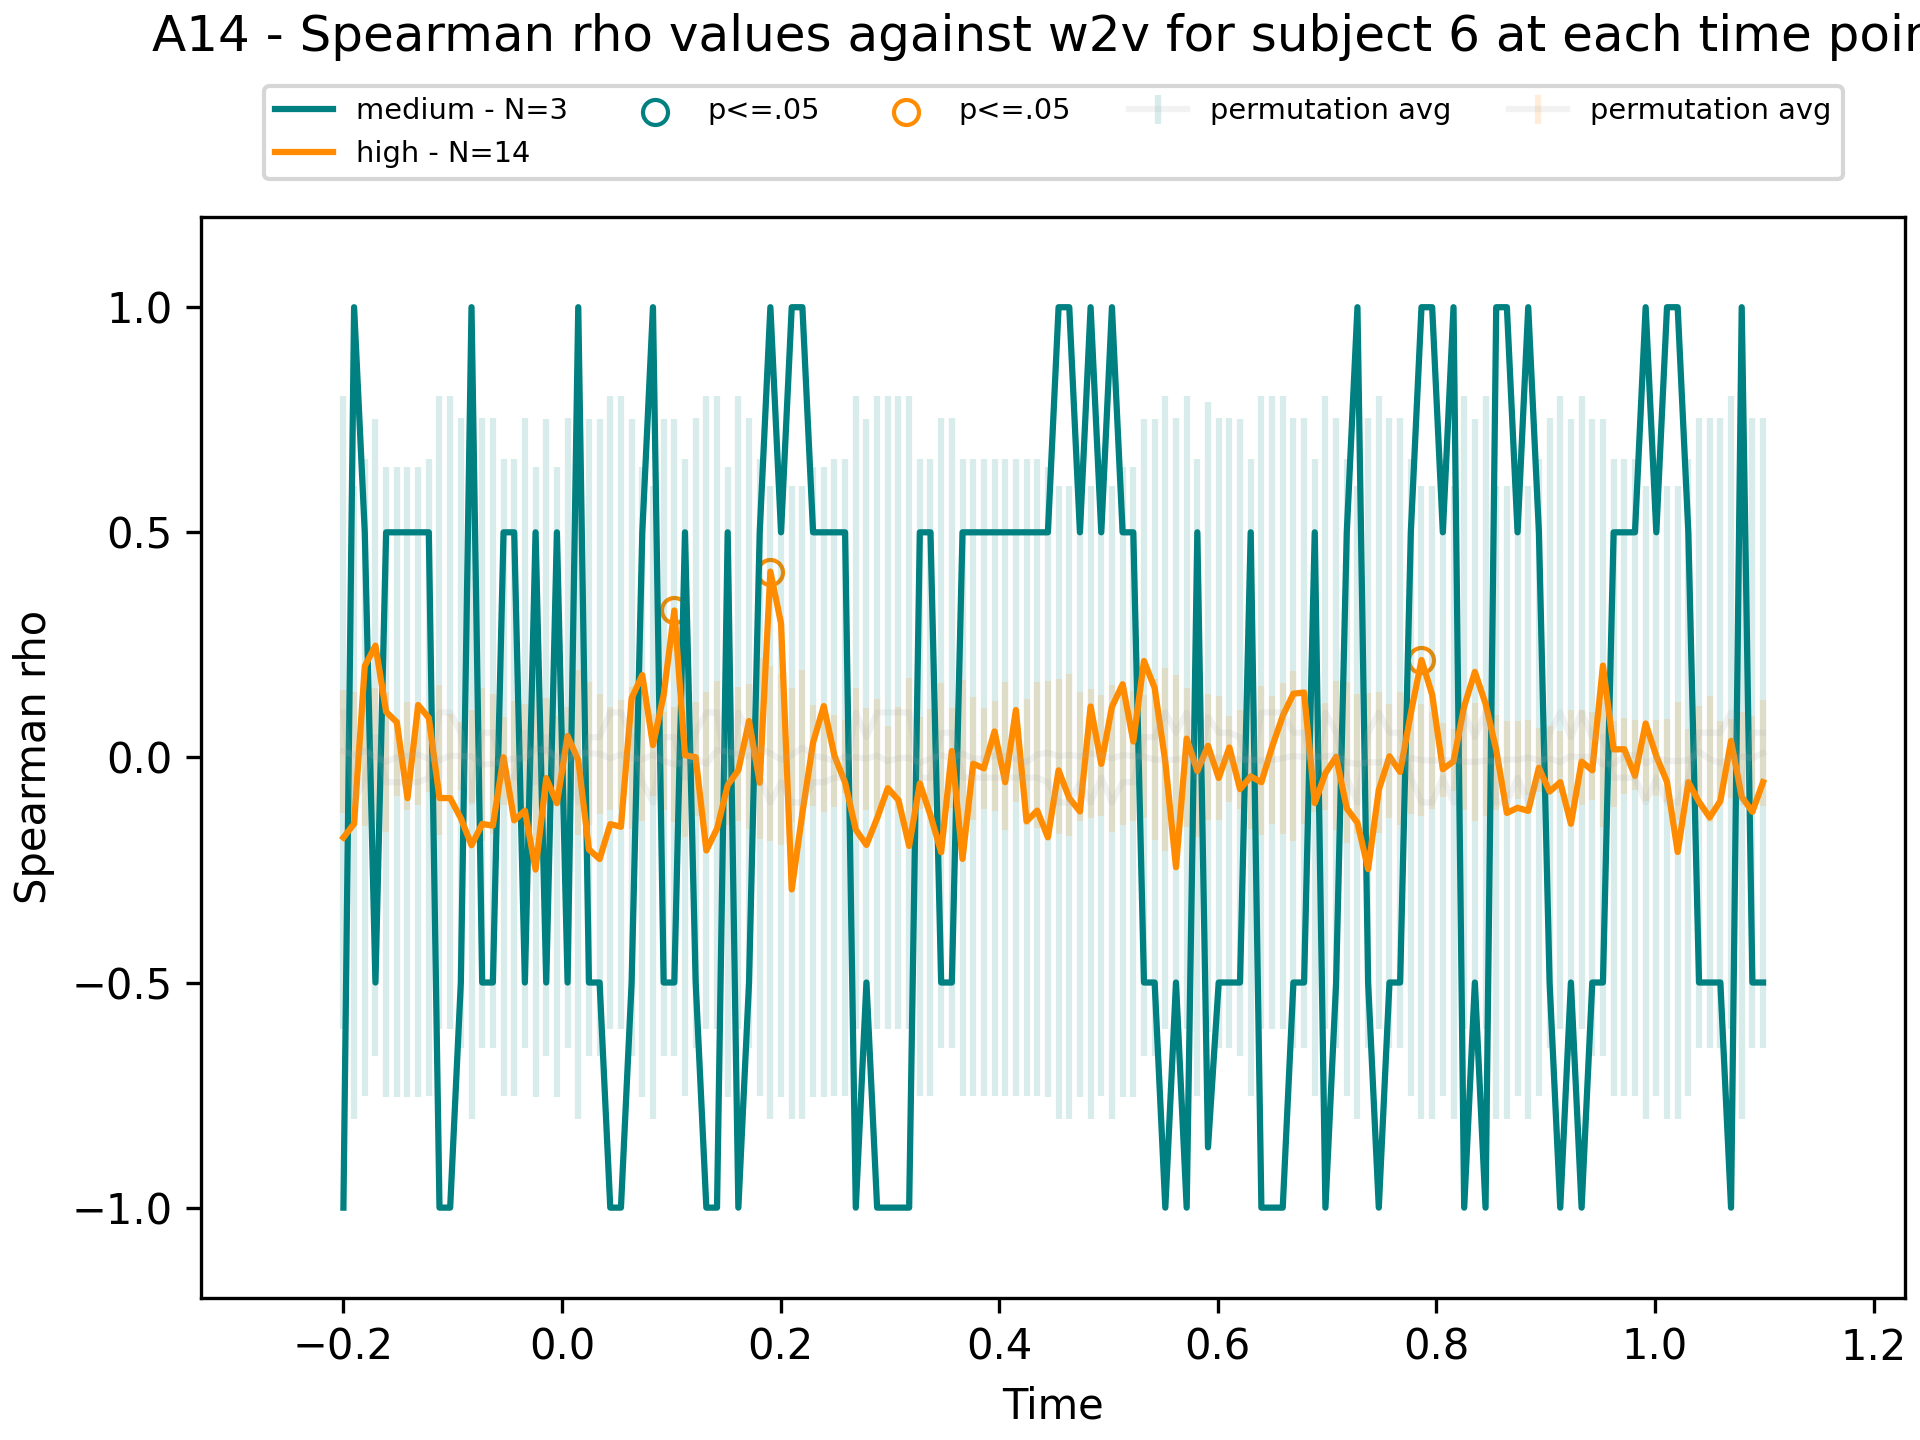 A14 - Spearman rho values against w2v for subject 6 at each time poin
medium - N=3
high - N=14
p<=.05
p<=.05
permutation avg
permutation avg
Spearman rho
1.0
0.5
0.0
−0.5
−1.0
−0.2 0.0 0.2 0.4 0.6 0.8 1.0 1.2
Time